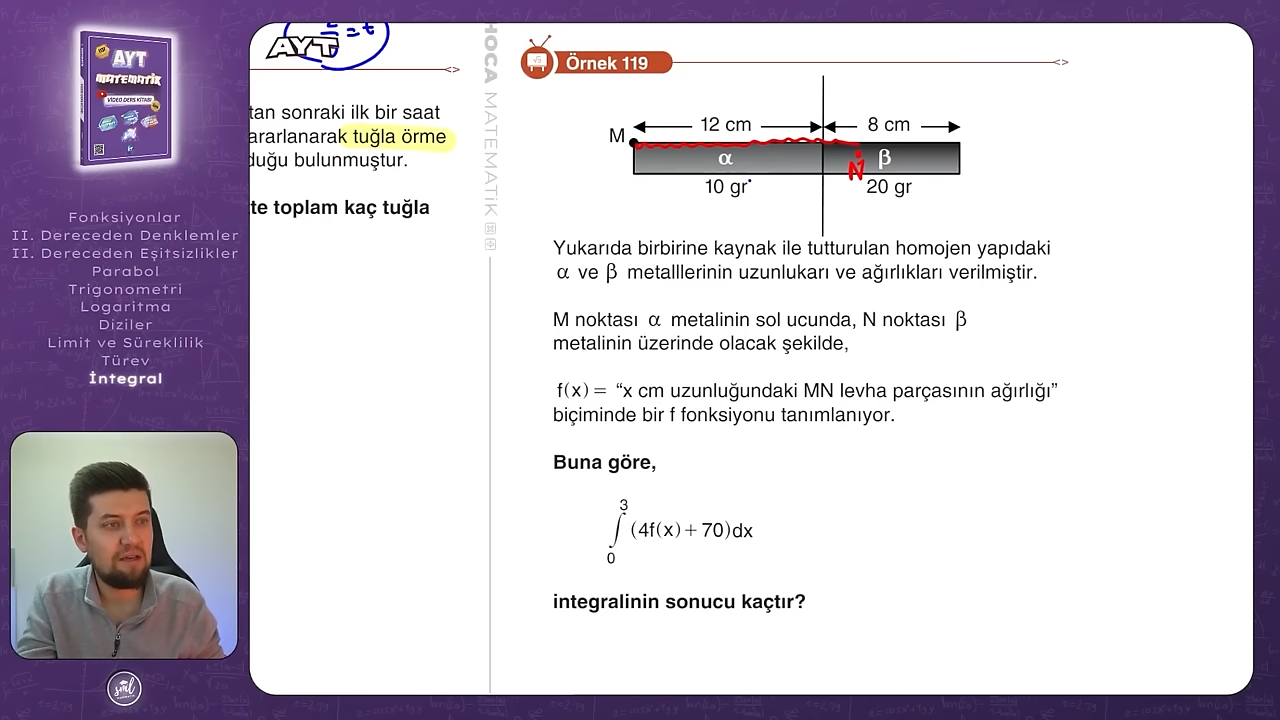 AYT
MATEMATİK
VİDEO DERS KİTABI
Fonksiyonlar
II. Dereceden Denklemler
II. Dereceden Eşitsizlikler
Parabol
Trigonometri
Logaritma
Diziler
Limit ve Süreklilik
Türev
İntegral
sml
= t
AYT
tan sonraki ilk bir saat
ararlanarak tuğla örme
duğu bulunmuştur.
te toplam kaç tuğla
HOCA MATEMATİK
Örnek 119
12 cm
8 cm
M
α
N
β
10 gr
20 gr
Yukarıda birbirine kaynak ile tutturulan homojen yapıdaki
α ve β metalllerinin uzunlukarı ve ağırlıkları verilmiştir.
M noktası α metalinin sol ucunda, N noktası β
metalinin üzerinde olacak şekilde,
f(x) = “x cm uzunluğundaki MN levha parçasının ağırlığı”
biçiminde bir f fonksiyonu tanımlanıyor.
Buna göre,
3
∫ (4f(x) + 70)dx
0
integralinin sonucu kaçtır?